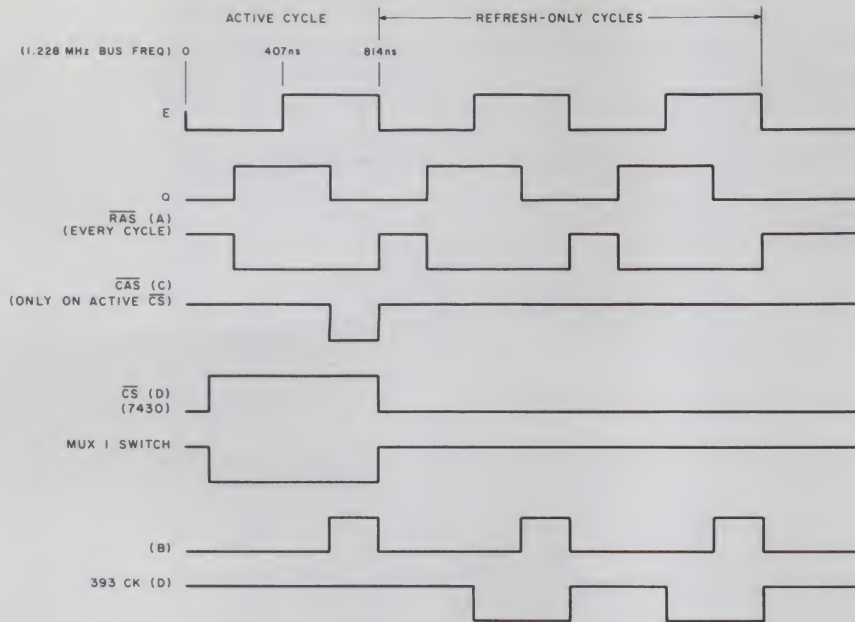 ACTIVE CYCLE
REFRESH-ONLY CYCLES
(1.228 MHz BUS FREQ) 0
407ns
814ns
E
Q
RAS (A)
(EVERY CYCLE)
CAS (C)
(ONLY ON ACTIVE CS)
CS (D)
(7430)
MUX I SWITCH
(B)
393 CK (D)